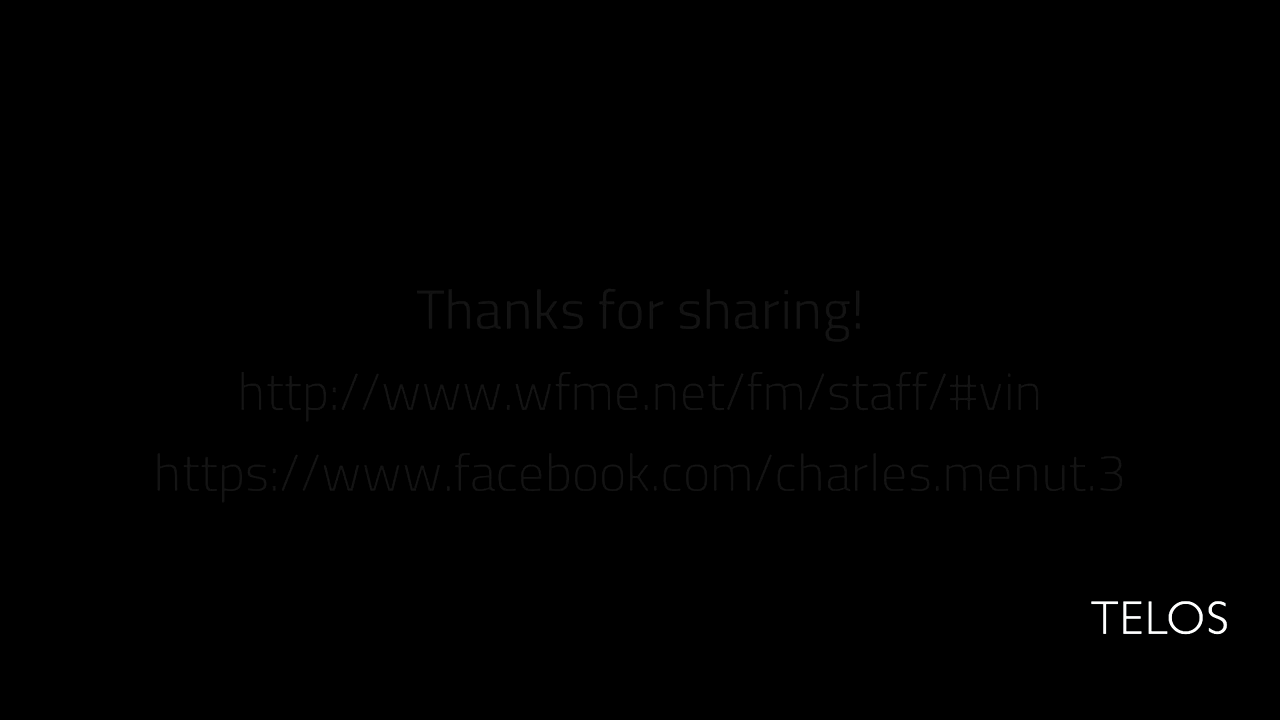 Thanks for sharing!
http://www.wfme.net/fm/staff/#vin
https://www.facebook.com/charles.menut.3
TELOS